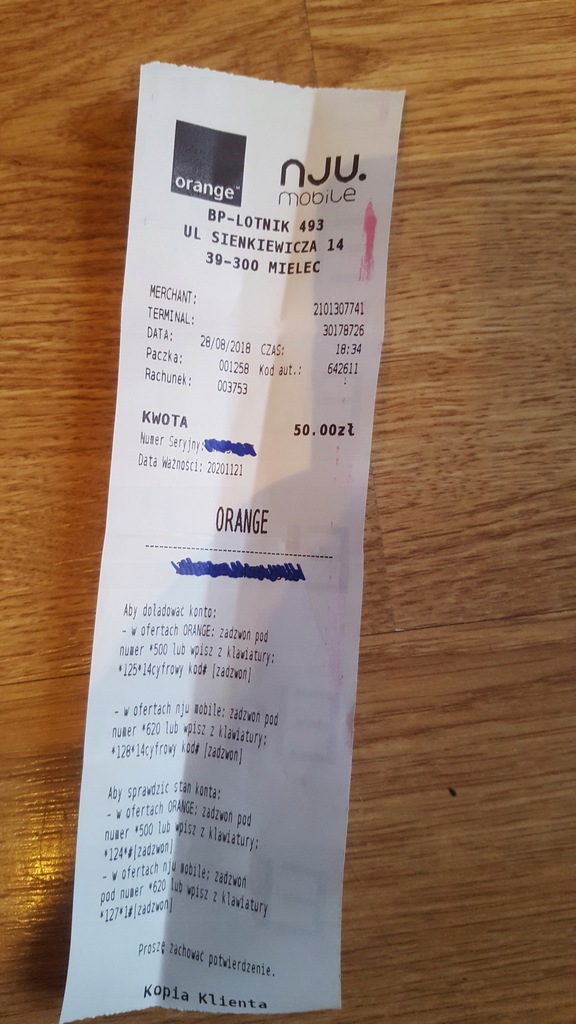 orange™
nju.
mobile
BP-LOTNIK 493
UL SIENKIEWICZA 14
39-300 MIELEC
MERCHANT: 2101307741
TERMINAL: 30178726
DATA: 28/08/2018 CZAS: 18:34
Paczka: 001258 Kod aut.: 642611
Rachunek: 003753 :
KWOTA 50.00zł
Numer Seryjny:
Data Ważności: 20201121
ORANGE
Aby doładować konto:
- w ofertach ORANGE: zadzwoń pod
numer *500 lub wpisz z klawiatury:
*125*14cyfrowy kod# [zadzwoń]
- w ofertach nju mobile: zadzwoń pod
numer *620 lub wpisz z klawiatury:
*128*14cyfrowy kod# [zadzwoń]
Aby sprawdzić stan konta:
- w ofertach ORANGE: zadzwoń pod
numer *500 lub wpisz z klawiatury:
*124*#[zadzwoń]
- w ofertach nju mobile: zadzwoń
pod numer *620 lub wpisz z klawiatury
*127*1#[zadzwoń]
Proszę zachować potwierdzenie.
Kopia Klienta